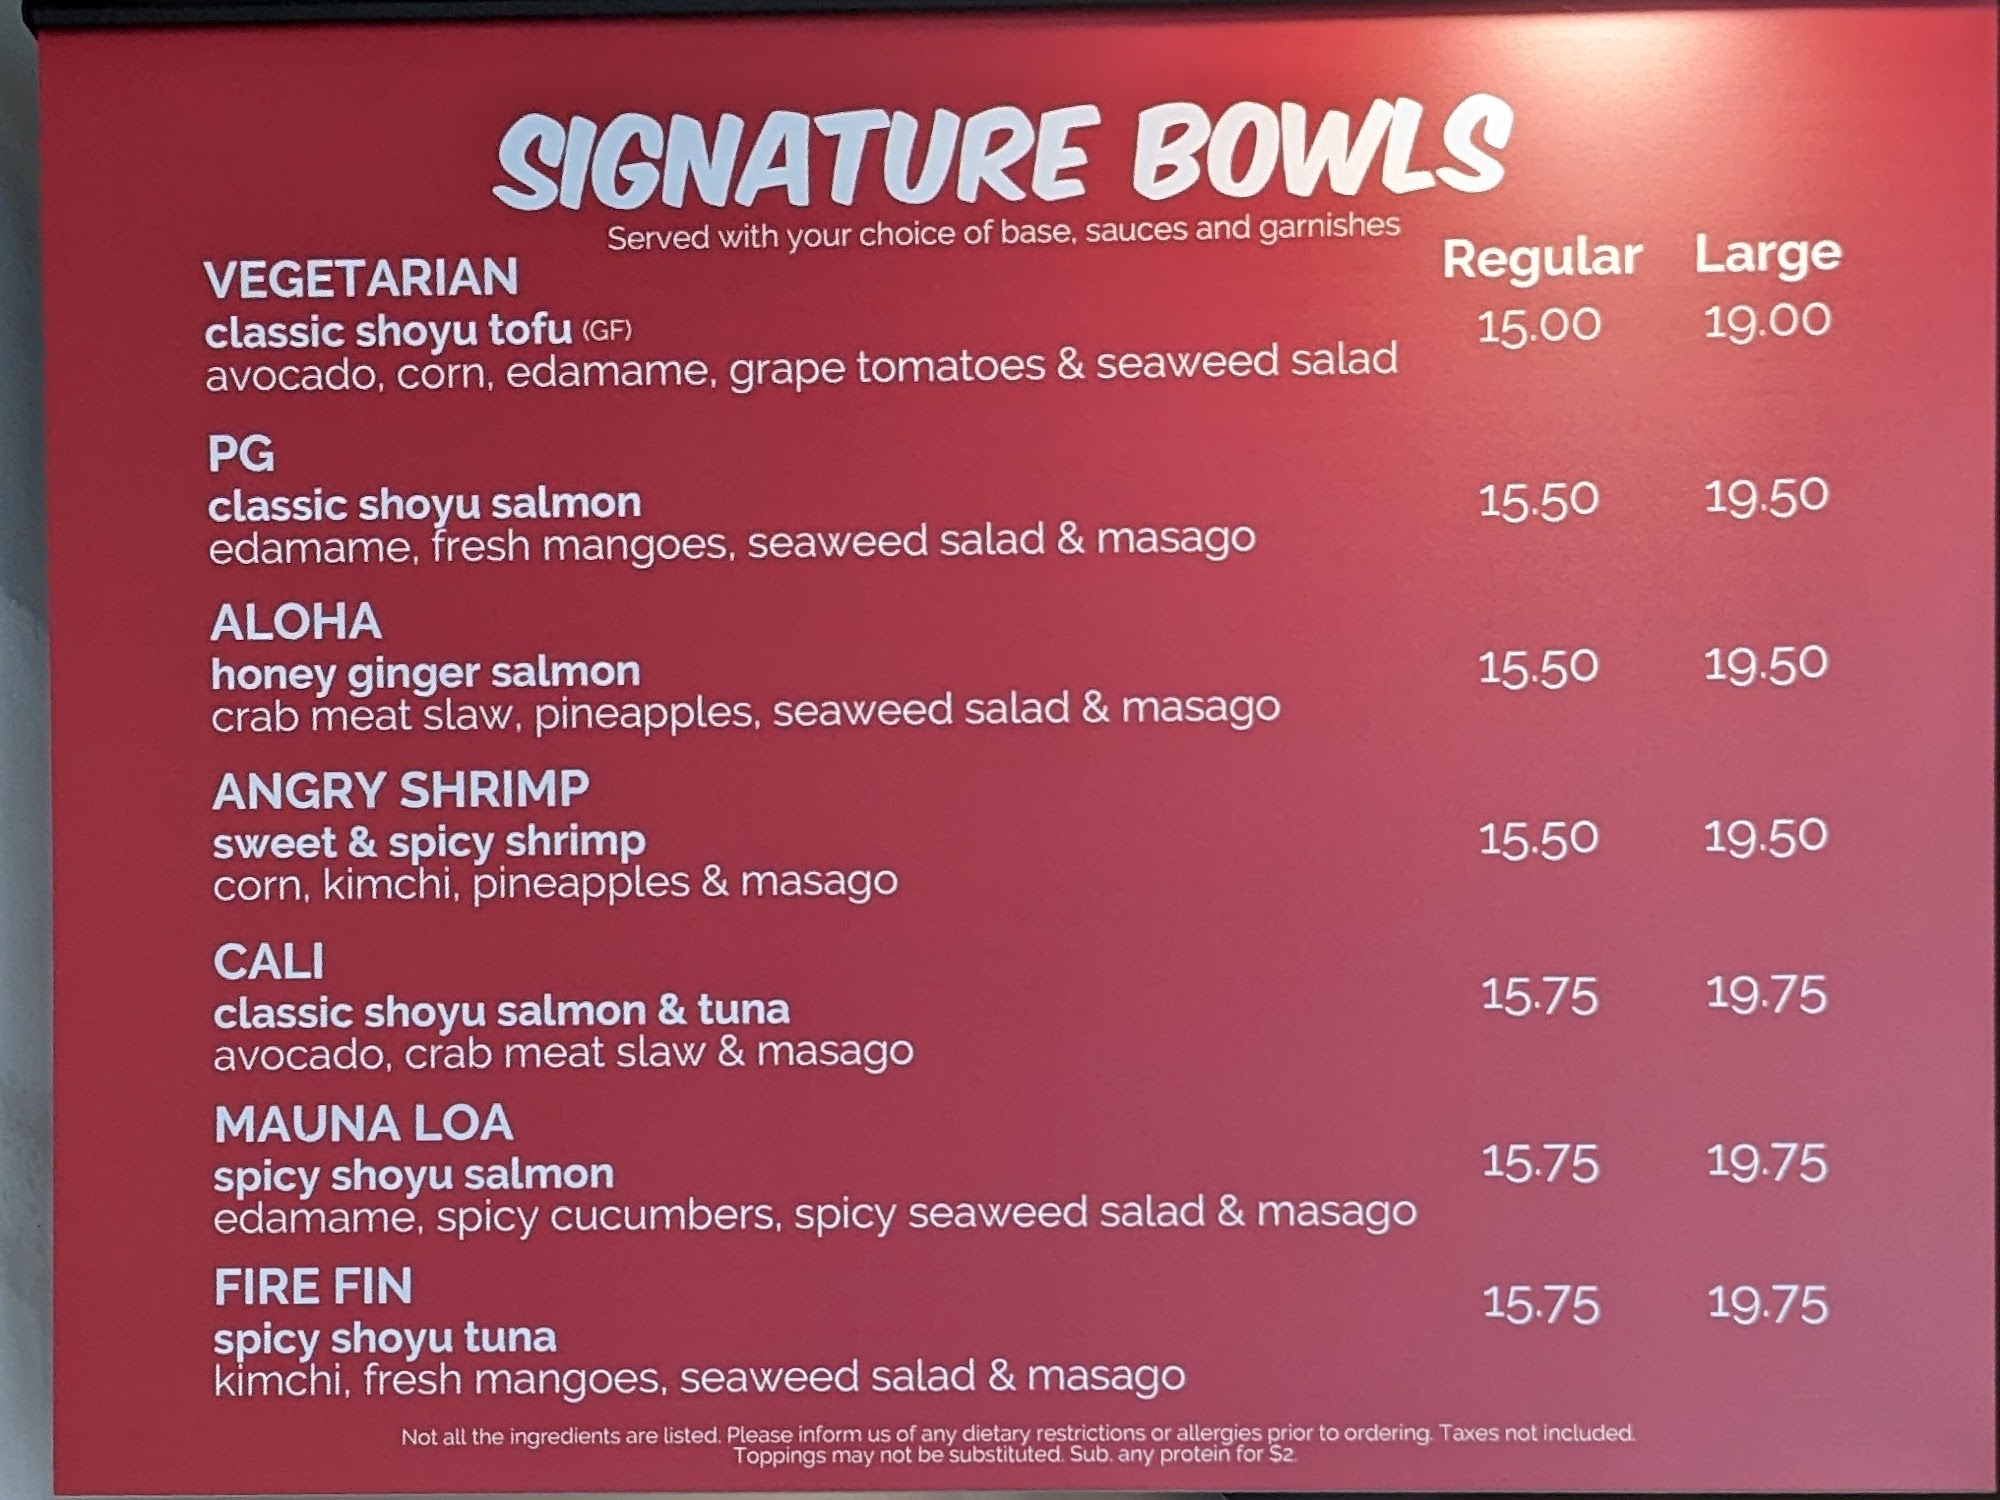 SIGNATURE BOWLS
Served with your choice of base, sauces and garnishes
Regular Large
VEGETARIAN
classic shoyu tofu (GF) 15.00 19.00
avocado, corn, edamame, grape tomatoes & seaweed salad
PG
classic shoyu salmon 15.50 19.50
edamame, fresh mangoes, seaweed salad & masago
ALOHA
honey ginger salmon 15.50 19.50
crab meat slaw, pineapples, seaweed salad & masago
ANGRY SHRIMP
sweet & spicy shrimp 15.50 19.50
corn, kimchi, pineapples & masago
CALI
classic shoyu salmon & tuna 15.75 19.75
avocado, crab meat slaw & masago
MAUNA LOA
spicy shoyu salmon 15.75 19.75
edamame, spicy cucumbers, spicy seaweed salad & masago
FIRE FIN 15.75 19.75
spicy shoyu tuna
kimchi, fresh mangoes, seaweed salad & masago
Not all the ingredients are listed. Please inform us of any dietary restrictions or allergies prior to ordering. Taxes not included.
Toppings may not be substituted. Sub. any protein for $2.